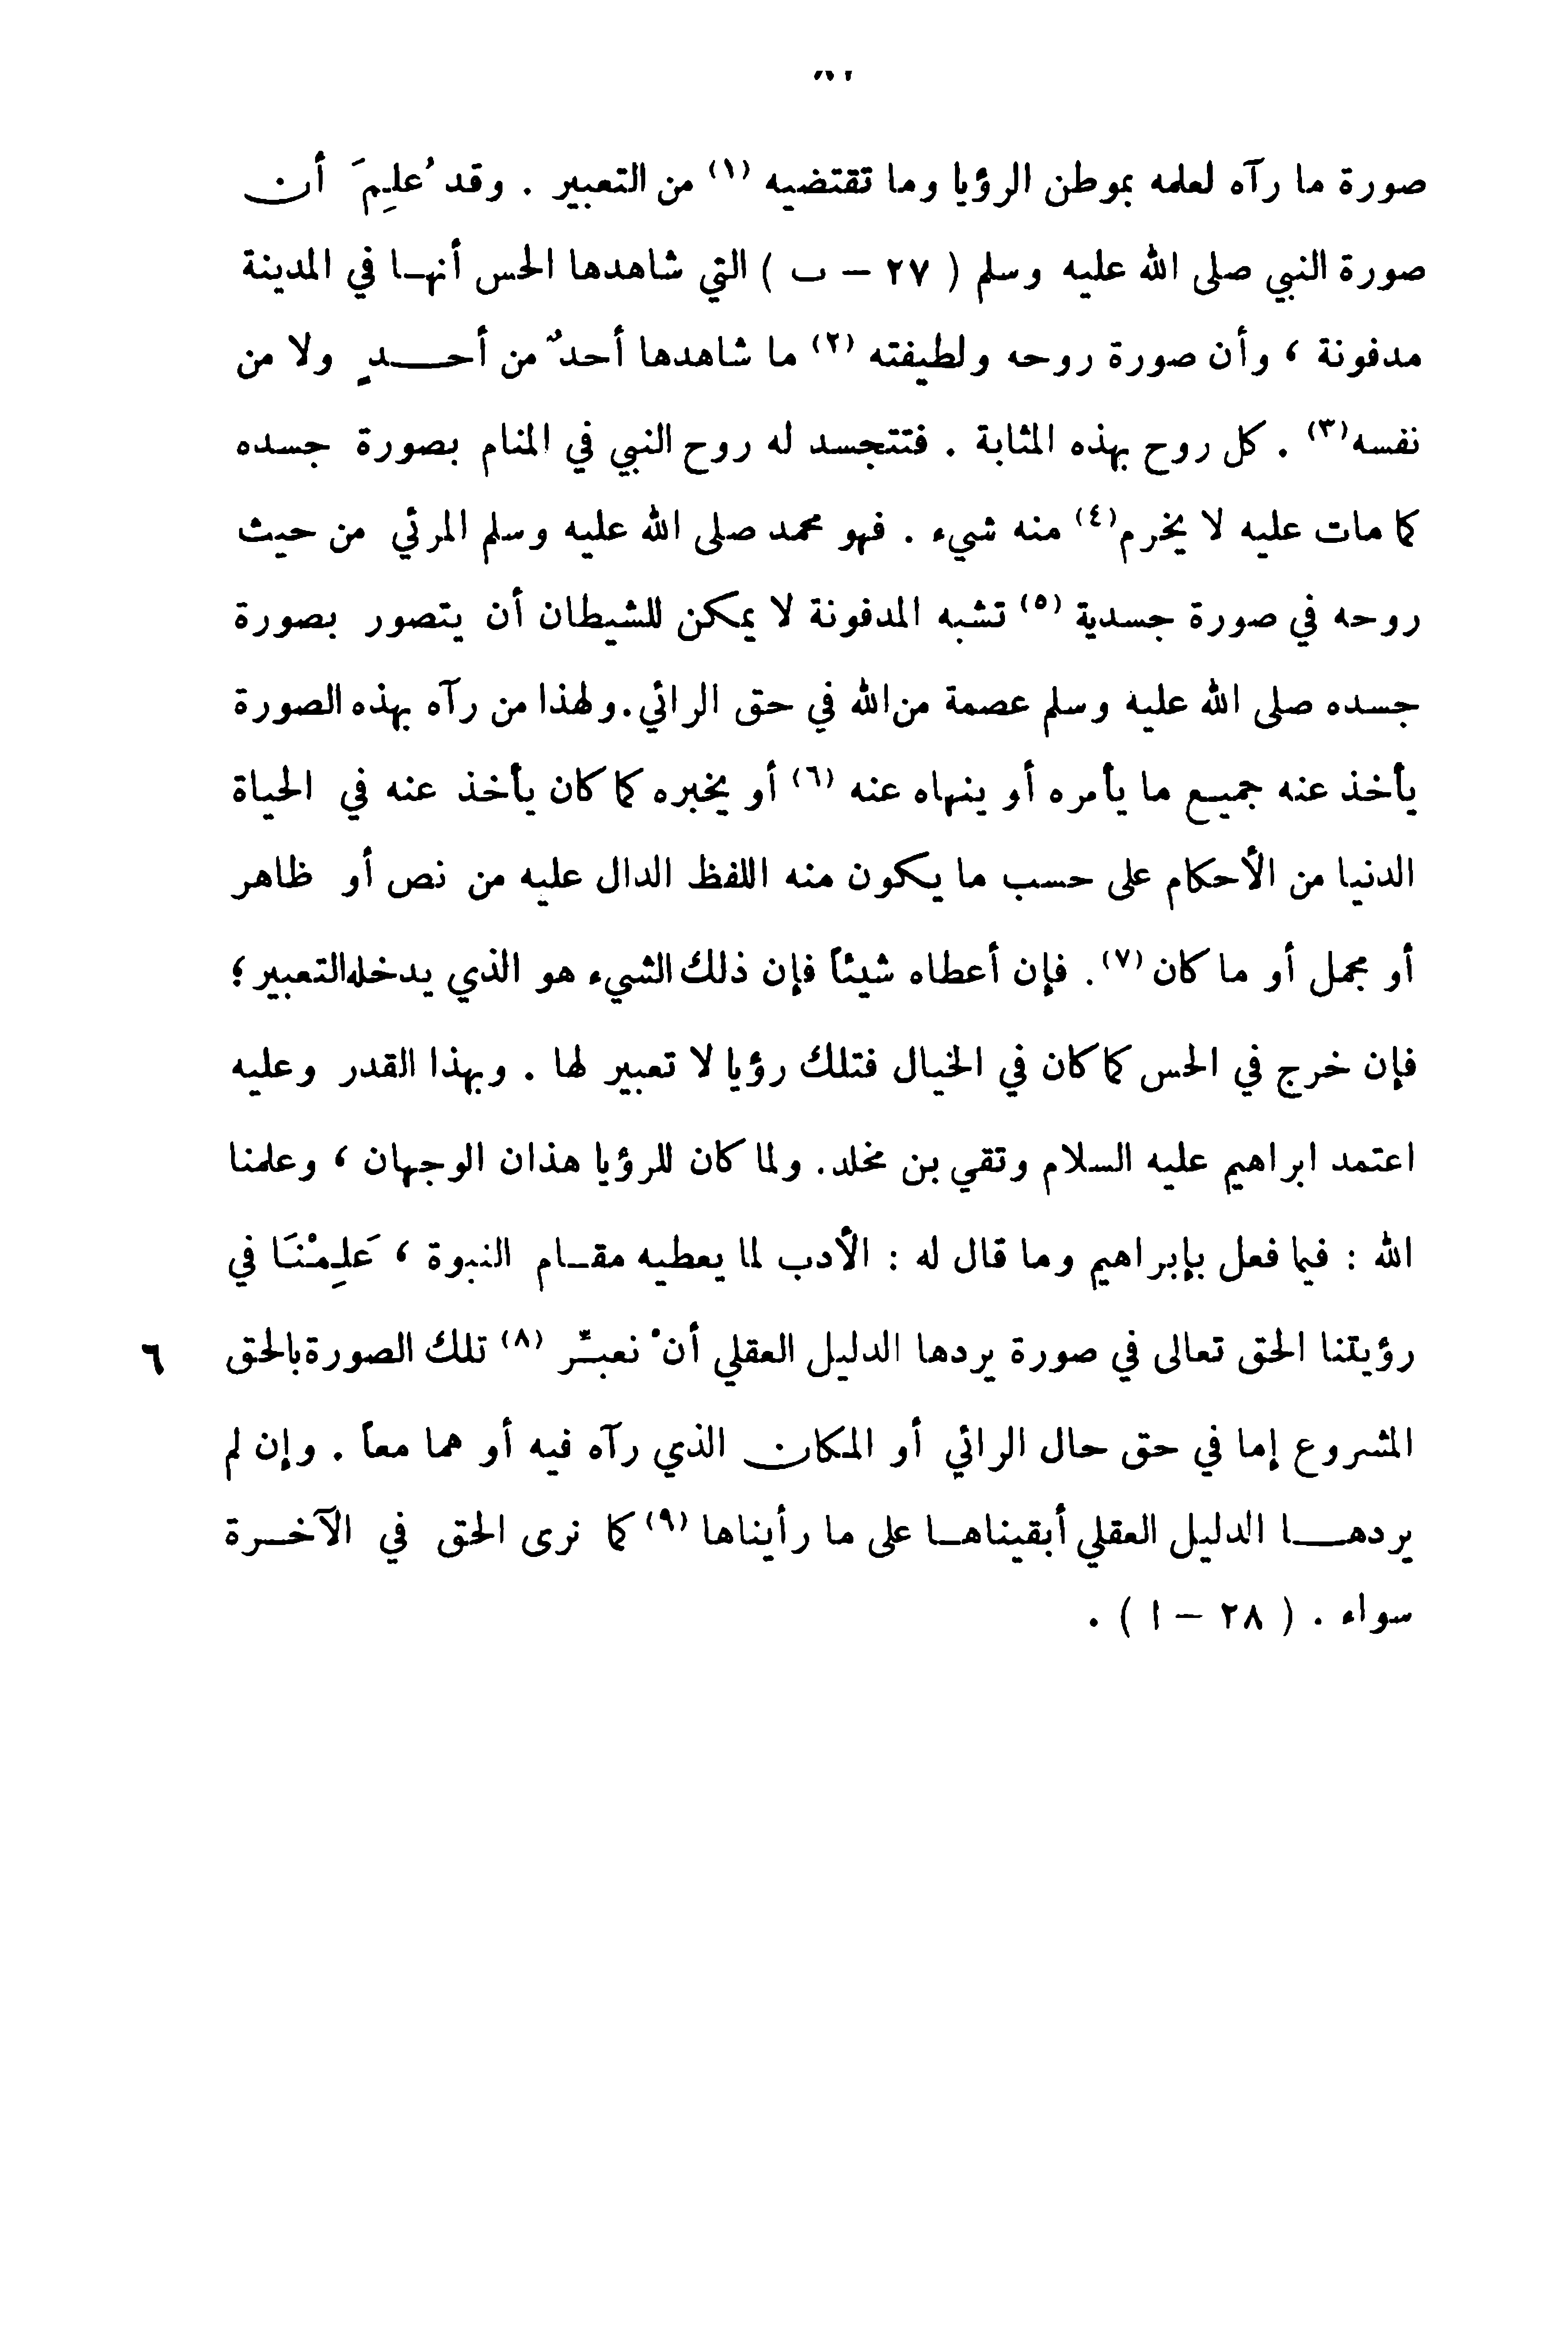 صورة ما رآه لعلمه بموطن الرؤيا وما تقتضيه (١) من التعبير . وقد عُلِمَ أن
صورة النبي صلى الله عليه وسلم ( ٢٧ – ب ) التي شاهدها الحس أنها في المدينة
مدفونة ، وأن صورة روحه ولطيفته (٢) ما شاهدها أحدٌ من أحدٍ ولا من
نفسه(٣) . كل روح بهذه المثابة . فتتجسد له روح النبي في المنام بصورة جسده
كما مات عليه لا يخرم(٤) منه شيء . فهو محمد صلى الله عليه وسلم المرئي من حيث
روحه في صورة جسدية (٥) تشبه المدفونة لا يمكن للشيطان أن يتصور بصورة
جسده صلى الله عليه وسلم عصمة من الله في حق الرائي . ولهذا من رآه بهذه الصورة
يأخذ عنه جميع ما يأمره أو ينهاه عنه (٦) أو يخبره كما كان يأخذ عنه في الحياة
الدنيا من الأحكام على حسب ما يكون منه اللفظ الدال عليه من نص أو ظاهر
أو مجمل أو ما كان (٧) . فإن أعطاه شيئاً فإن ذلك الشيء هو الذي يدخله التعبير ؛
فإن خرج في الحس كما كان في الخيال فتلك رؤيا لا تعبير لها . وبهذا القدر وعليه
اعتمد ابراهيم عليه السلام وتقي بن مخلد . ولما كان للرؤيا هذان الوجهان ، وعلمنا
الله : فيما فعل بإبراهيم وما قال له : الأدب لما يعطيه مقام النبوة ، عَلِمْنَا في
رؤيتنا الحق تعالى في صورة يردها الدليل العقلي أنْ نعبِّر (٨) تلك الصورة بالحق ٦
المشروع إما في حق حال الرائي أو المكان الذي رآه فيه أو هما معاً . وإن لم
يردها الدليل العقلي أبقيناها على ما رأيناها (٩) كما نرى الحق في الآخرة
سواء . ( ٢٨ – ا ) .